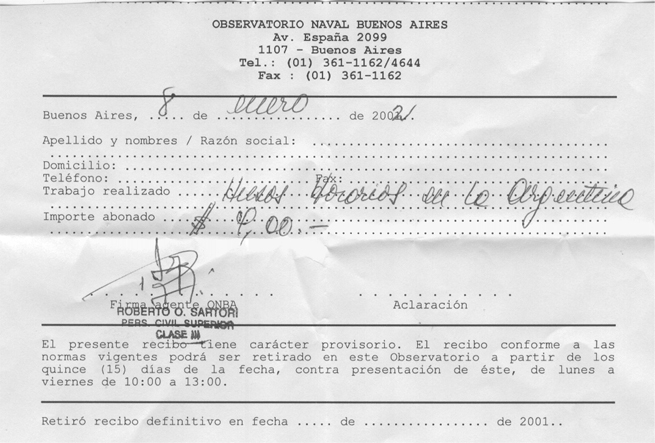 OBSERVATORIO NAVAL BUENOS AIRES
Av. España 2099
1107 - Buenos Aires
Tel.: (01) 361-1162/4644
Fax : (01) 361-1162
Buenos Aires, ..8.. de ...enero... de 2002.
Apellido y nombres / Razón social: ................
................
Domicilio: ................
Teléfono: ................ Fax: ................
Trabajo realizado ... Husos Horarios en la Argentina
................
Importe abonado ... $ 4,00.-
................
................ ................
Firma agente ONBA Aclaración
ROBERTO O. SARTORI
PERS. CIVIL SUPERIOR
CLASE III
El presente recibo tiene carácter provisorio. El recibo conforme a las
normas vigentes podrá ser retirado en este Observatorio a partir de los
quince (15) días de la fecha, contra presentación de éste, de lunes a
viernes de 10:00 a 13:00.
Retiró recibo definitivo en fecha ..... de ................. de 2001..